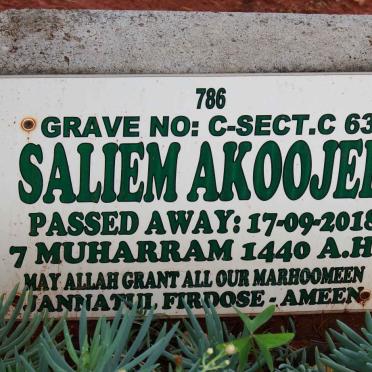 786
GRAVE NO: C-SECT.C 63
SALIEM AKOOJEE
PASSED AWAY: 17-09-2018
7 MUHARRAM 1440 A.H
MAY ALLAH GRANT ALL OUR MARHOOMEEN
JANNATUL FIRDOSE - AMEEN